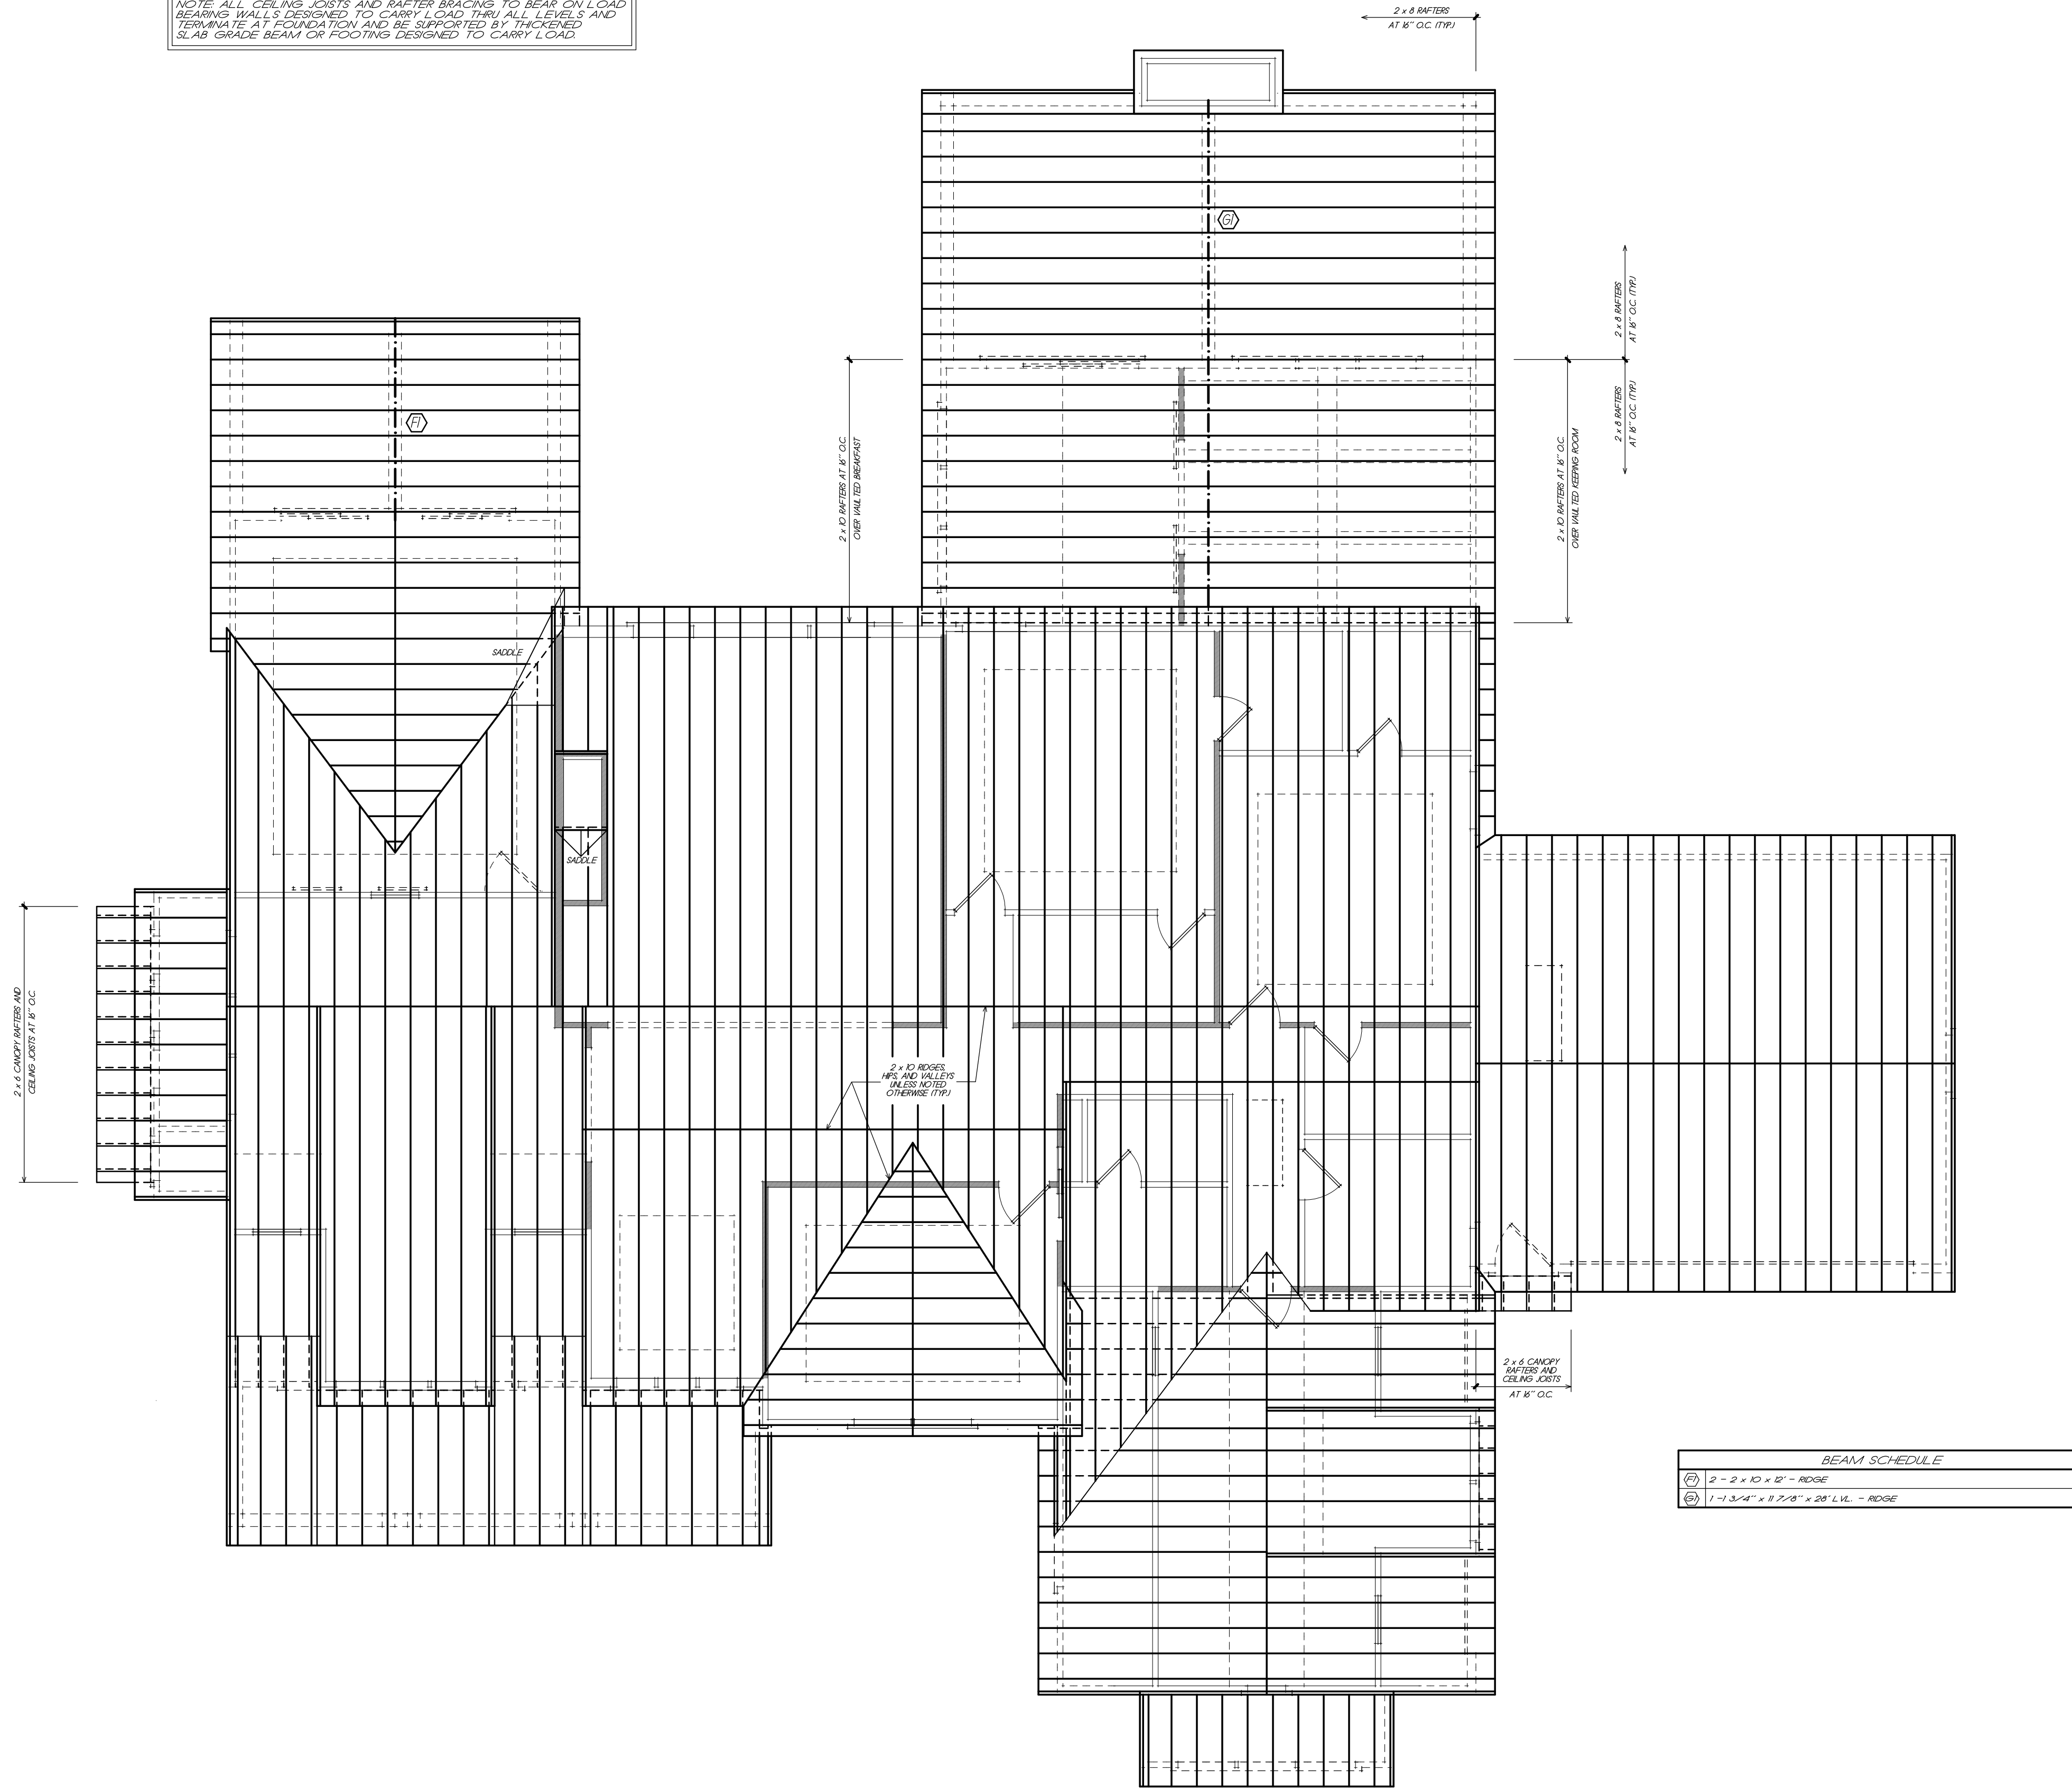 NOTE: ALL CEILING JOISTS AND RAFTER BRACING TO BEAR ON LOAD
BEARING WALLS DESIGNED TO CARRY LOAD THRU ALL LEVELS AND
TERMINATE AT FOUNDATION AND BE SUPPORTED BY THICKENED
SLAB GRADE BEAM OR FOOTING DESIGNED TO CARRY LOAD.
2 x 8 RAFTERS
AT 16" O.C. (TYP.)
G1
2 x 8 RAFTERS
AT 16" O.C. (TYP.)
2 x 8 RAFTERS
AT 16" O.C. (TYP.)
F1
2 x 10 RAFTERS AT 16" O.C.
OVER VAULTED BREAKFAST
2 x 10 RAFTERS AT 16" O.C.
OVER VAULTED KEEPING ROOM
SADDLE
SADDLE
2 x 6 CANOPY RAFTERS AND
CEILING JOISTS AT 16" O.C.
2 x 10 RIDGES,
HIPS, AND VALLEYS
UNLESS NOTED
OTHERWISE (TYP.)
2 x 6 CANOPY
RAFTERS AND
CEILING JOISTS
AT 16" O.C.
BEAM SCHEDULE
F1 2 - 2 x 10 x 12' - RIDGE
G1 1 -1 3/4" x 11 7/8" x 28' LVL. - RIDGE